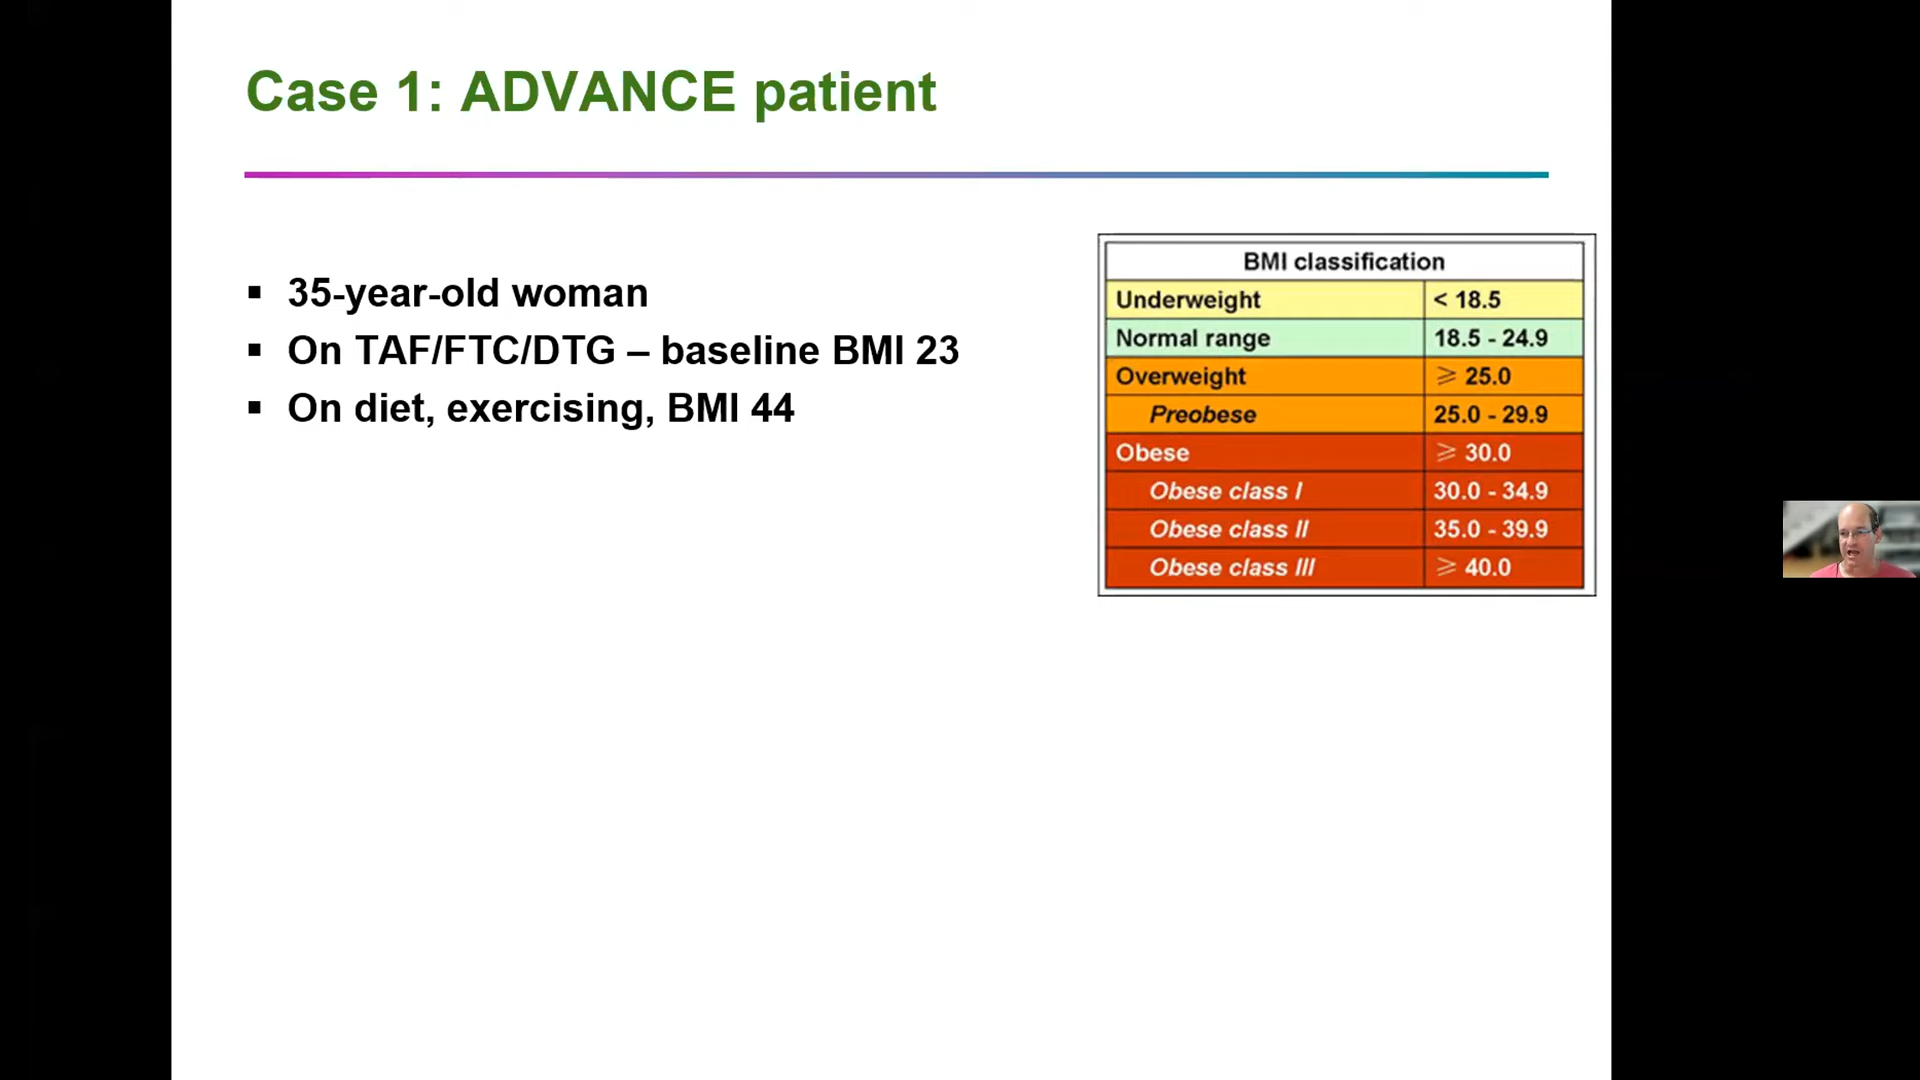 Case 1: ADVANCE patient
▪ 35-year-old woman
▪ On TAF/FTC/DTG – baseline BMI 23
▪ On diet, exercising, BMI 44
BMI classification
Underweight < 18.5
Normal range 18.5 - 24.9
Overweight ⩾ 25.0
Preobese 25.0 - 29.9
Obese ⩾ 30.0
Obese class I 30.0 - 34.9
Obese class II 35.0 - 39.9
Obese class III ⩾ 40.0